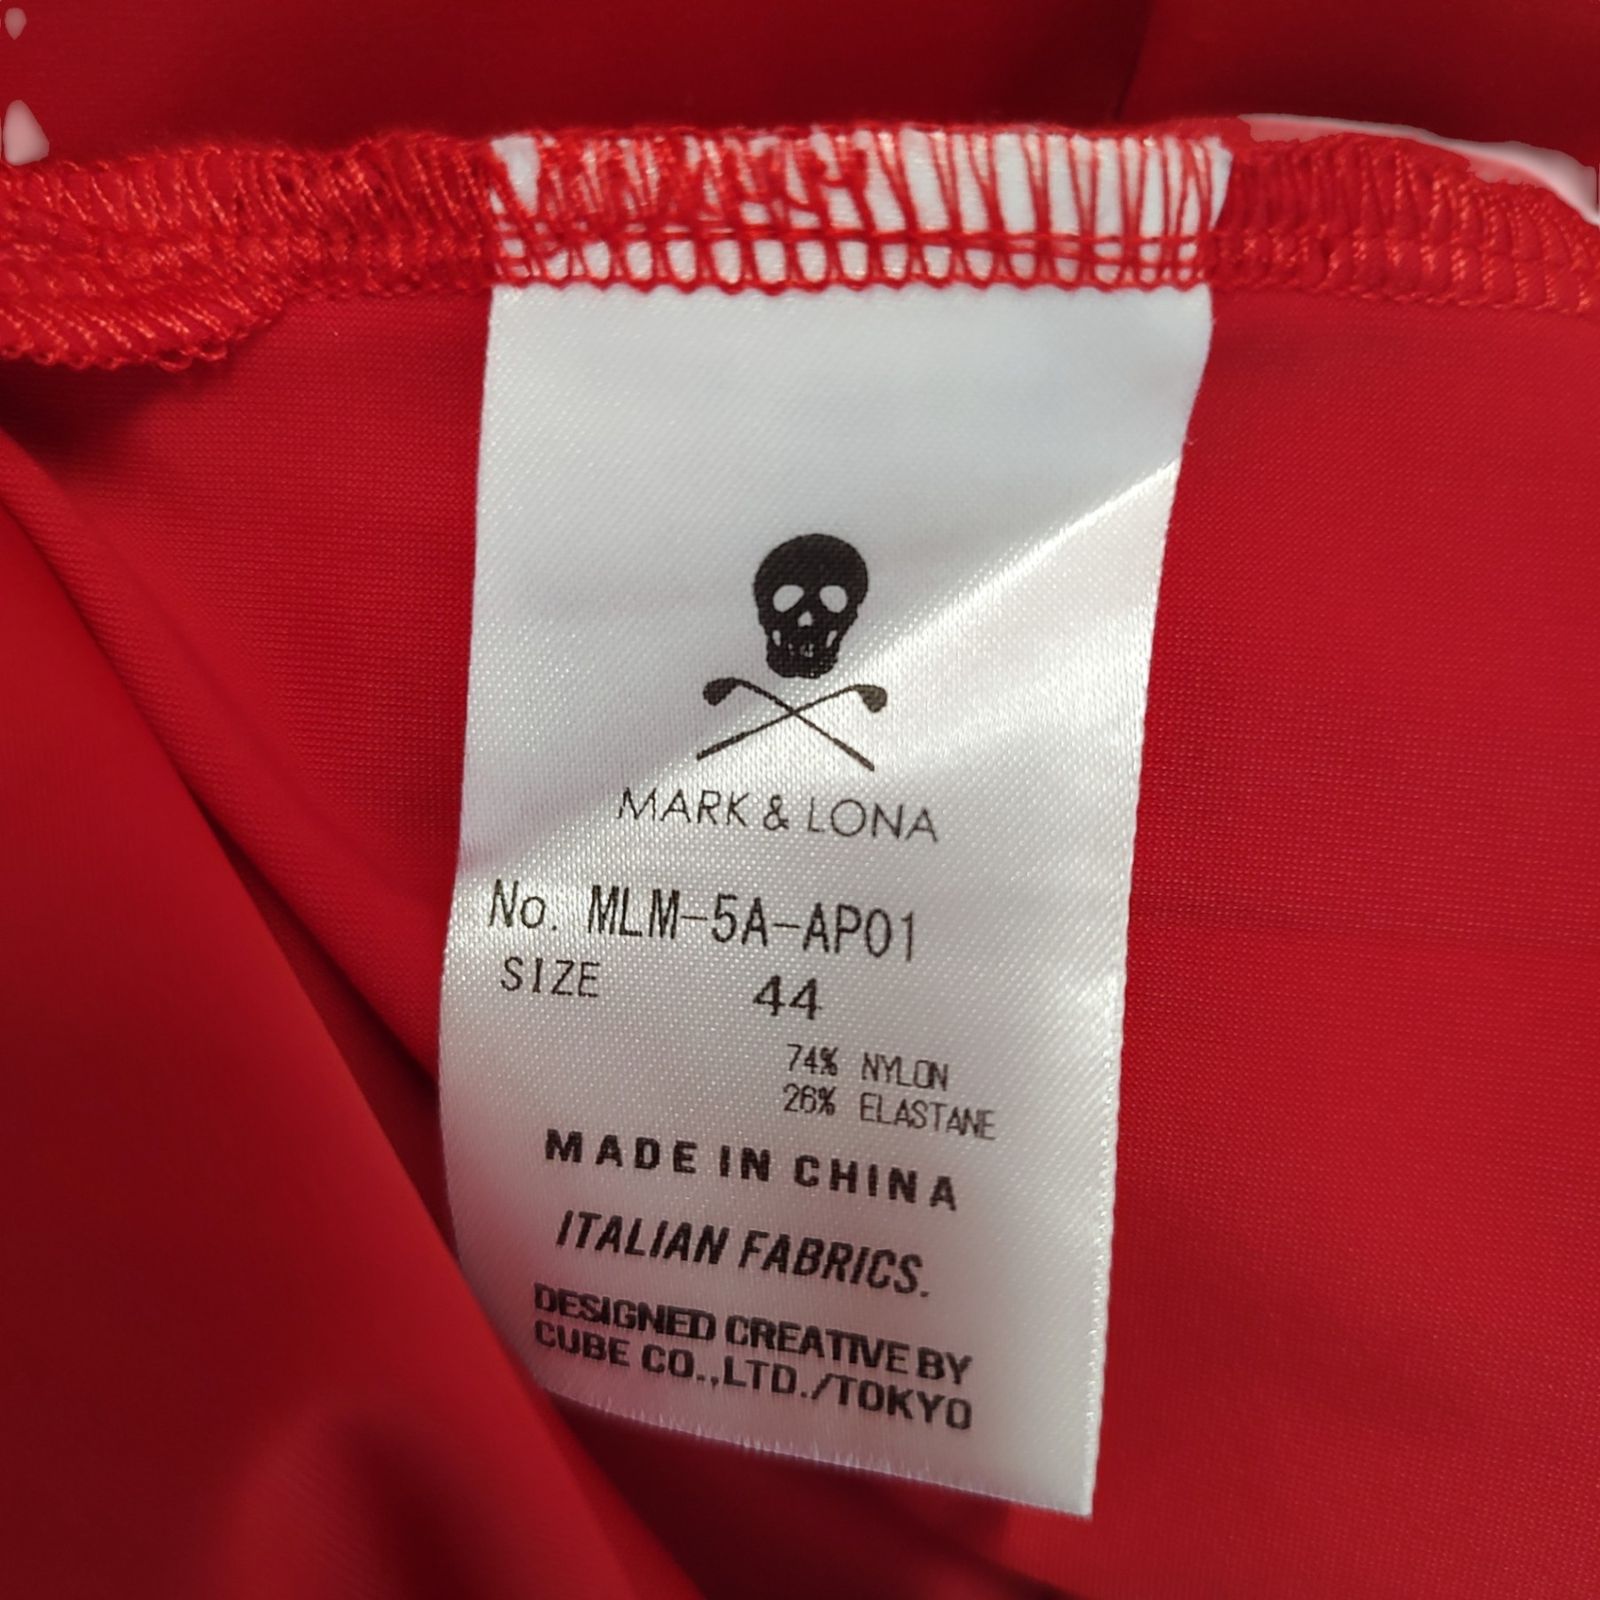 MARK & LONA
No. MLM-5A-AP01
SIZE 44
74% NYLON
26% ELASTANE
MADE IN CHINA
ITALIAN FABRICS.
DESIGNED CREATIVE BY
CUBE CO.,LTD./TOKYO